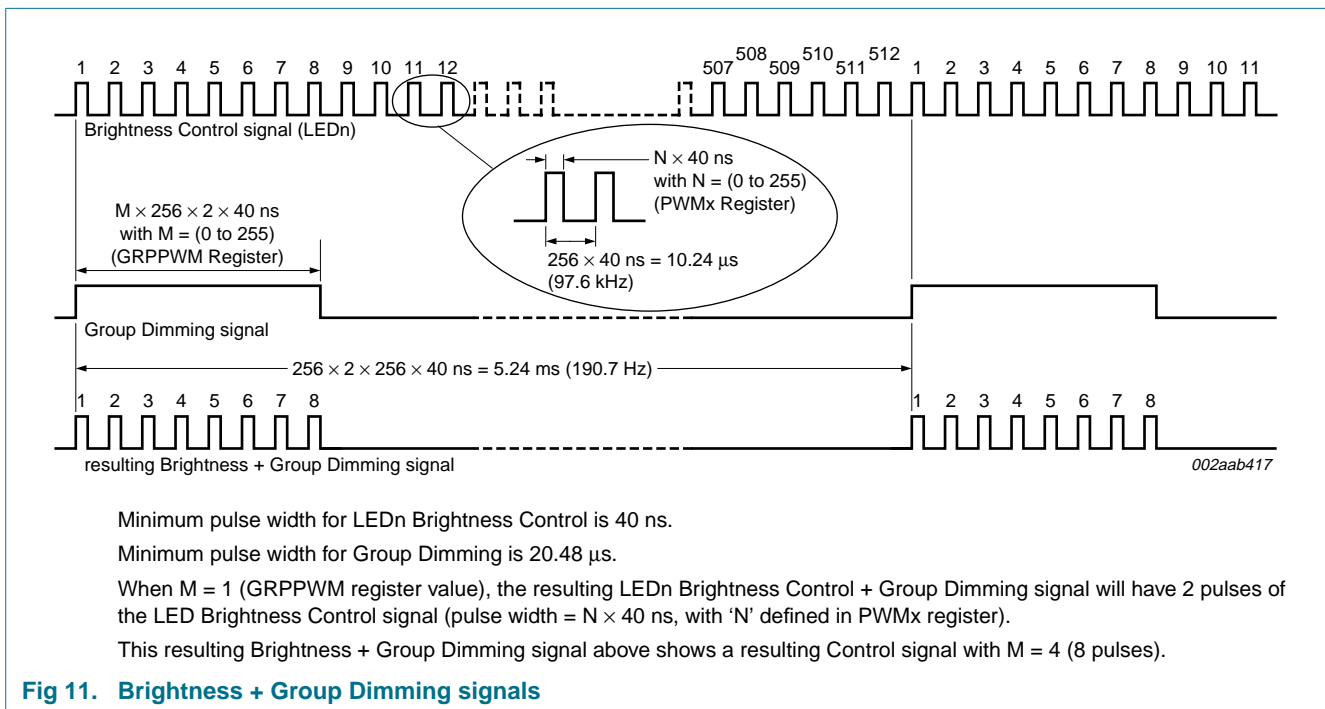 1 2 3 4 5 6 7 8 9 10 11 12 507 508 509 510 511 512 1 2 3 4 5 6 7 8 9 10 11
Brightness Control signal (LEDn)
N × 40 ns
with N = (0 to 255)
(PWMx Register)
256 × 40 ns = 10.24 μs
(97.6 kHz)
M × 256 × 2 × 40 ns
with M = (0 to 255)
(GRPPWM Register)
Group Dimming signal
256 × 2 × 256 × 40 ns = 5.24 ms (190.7 Hz)
1 2 3 4 5 6 7 8 1 2 3 4 5 6 7 8
resulting Brightness + Group Dimming signal
002aab417
Minimum pulse width for LEDn Brightness Control is 40 ns.
Minimum pulse width for Group Dimming is 20.48 μs.
When M = 1 (GRPPWM register value), the resulting LEDn Brightness Control + Group Dimming signal will have 2 pulses of
the LED Brightness Control signal (pulse width = N × 40 ns, with ‘N’ defined in PWMx register).
This resulting Brightness + Group Dimming signal above shows a resulting Control signal with M = 4 (8 pulses).
Fig 11. Brightness + Group Dimming signals